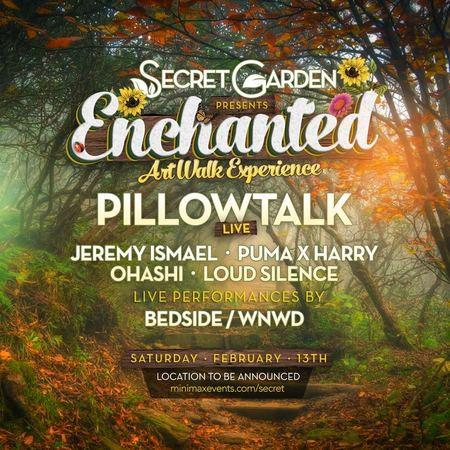 SECRET GARDEN
PRESENTS
Enchanted
Art Walk Experience
PILLOWTALK
LIVE
JEREMY ISMAEL • PUMA X HARRY
OHASHI • LOUD SILENCE
LIVE PERFORMANCES BY
BEDSIDE / WNWD
SATURDAY • FEBRUARY • 13TH
LOCATION TO BE ANNOUNCED
minimaxevents.com/secret